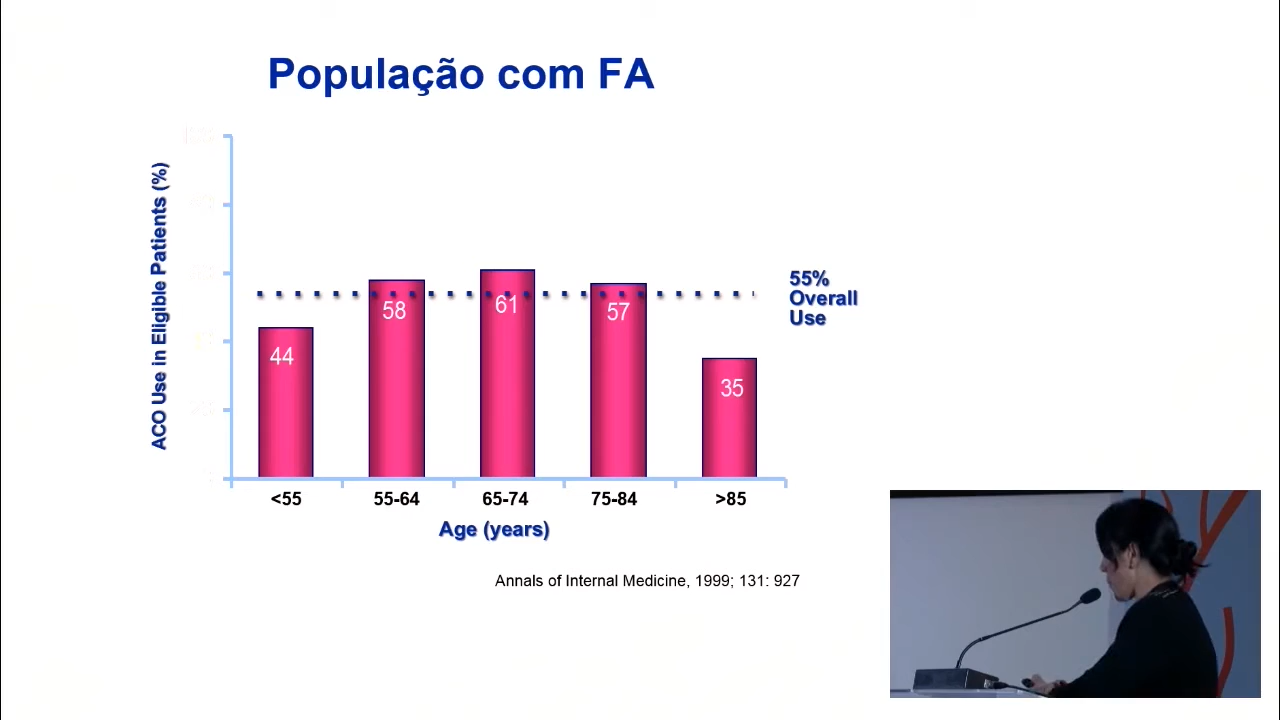 População com FA
ACO Use in Eligible Patients (%)
44
58
61
57
35
55%
Overall
Use
<55
55-64
65-74
75-84
>85
Age (years)
Annals of Internal Medicine, 1999; 131: 927